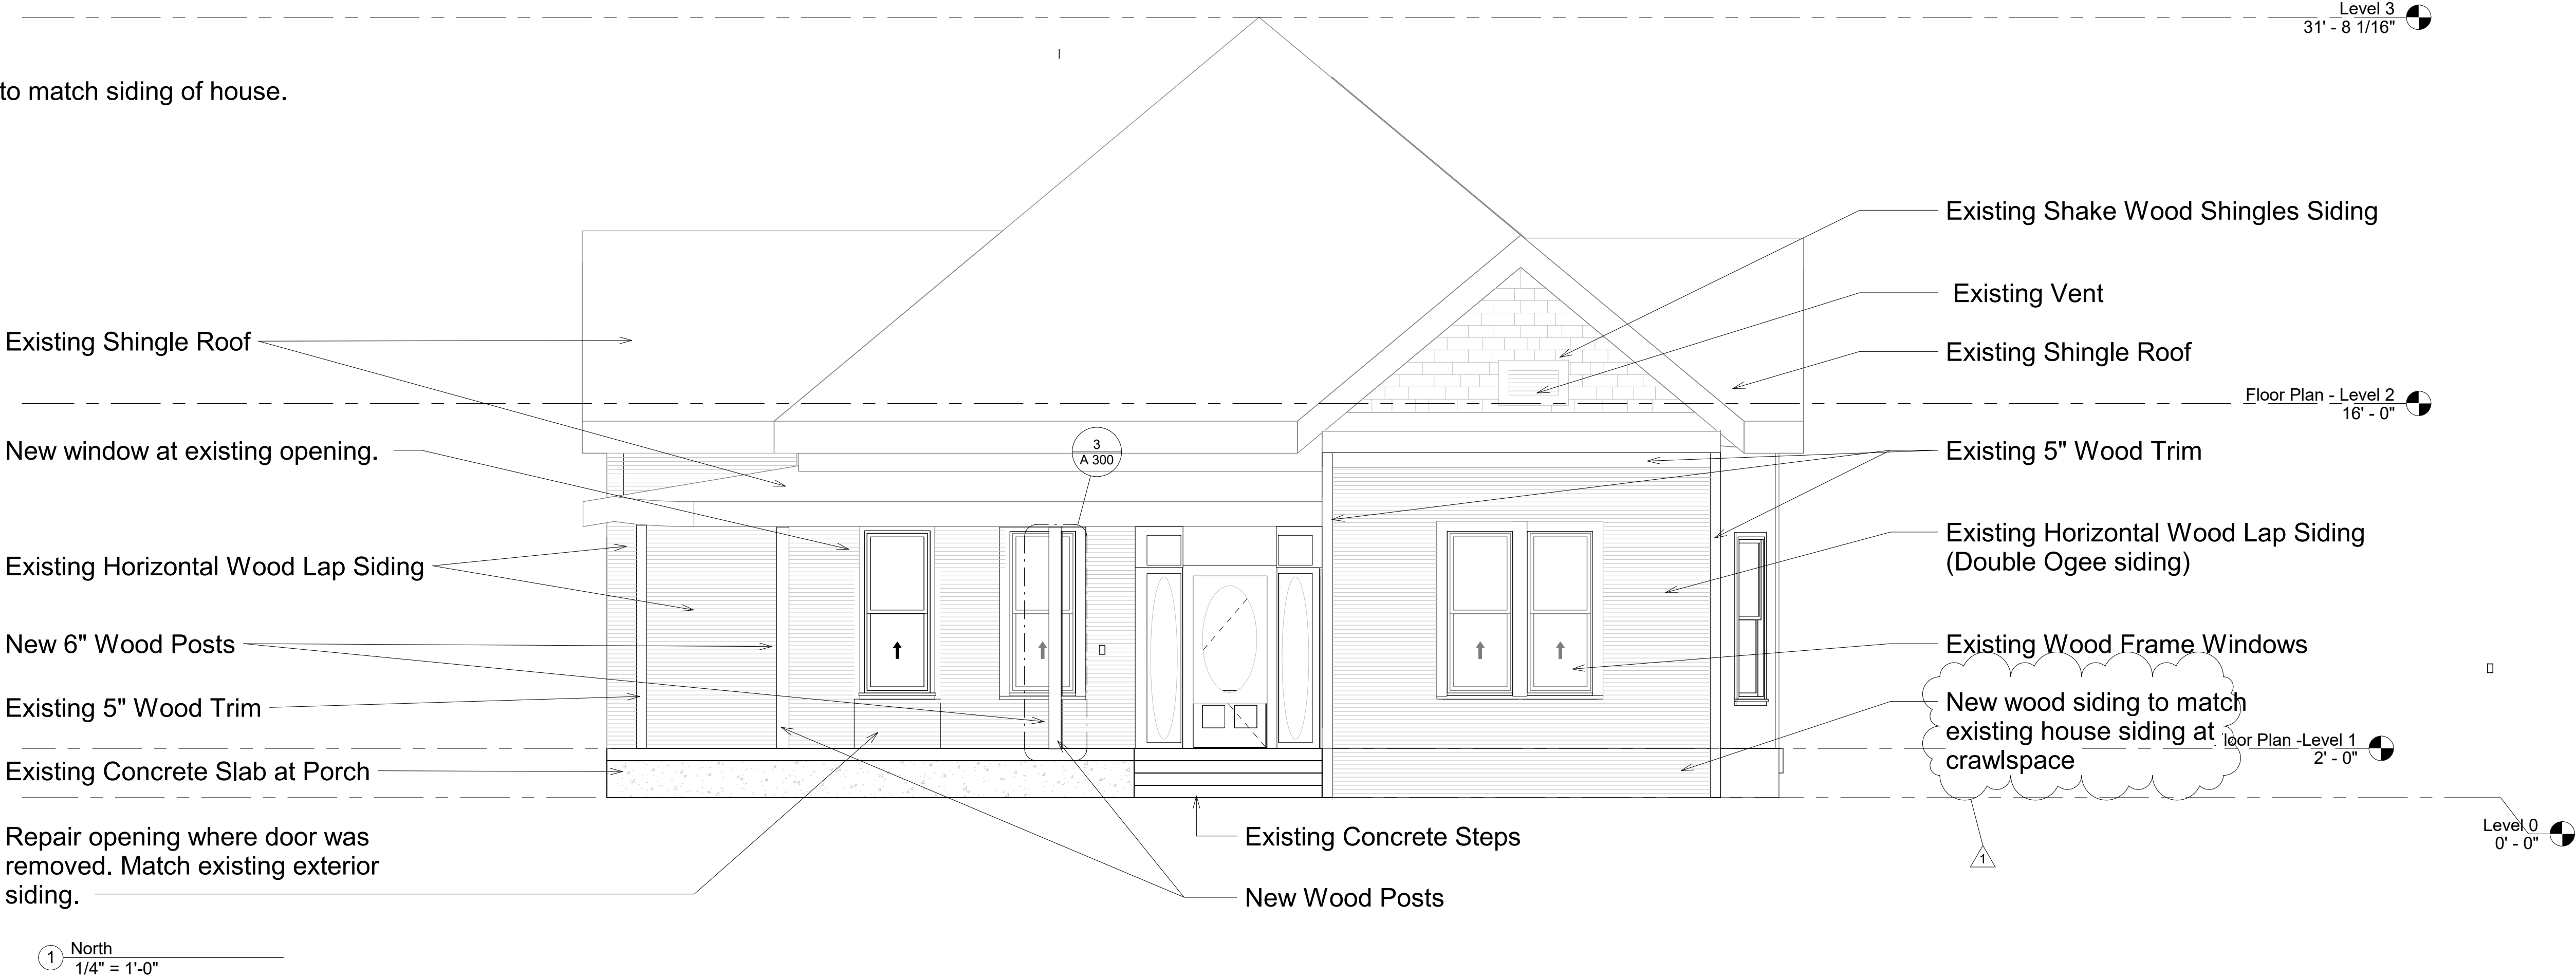 Level 3
31' - 8 1/16"
to match siding of house.
Existing Shake Wood Shingles Siding
Existing Vent
Existing Shingle Roof
Existing Shingle Roof
Floor Plan - Level 2
16' - 0"
New window at existing opening.
3
A 300
Existing 5" Wood Trim
Existing Horizontal Wood Lap Siding
(Double Ogee siding)
Existing Horizontal Wood Lap Siding
New 6" Wood Posts
Existing Wood Frame Windows
Existing 5" Wood Trim
New wood siding to match
existing house siding at
crawlspace
loor Plan -Level 1
2' - 0"
Existing Concrete Slab at Porch
Repair opening where door was
removed. Match existing exterior
siding.
Existing Concrete Steps
New Wood Posts
Level 0
0' - 0"
1
1
North
1/4" = 1'-0"